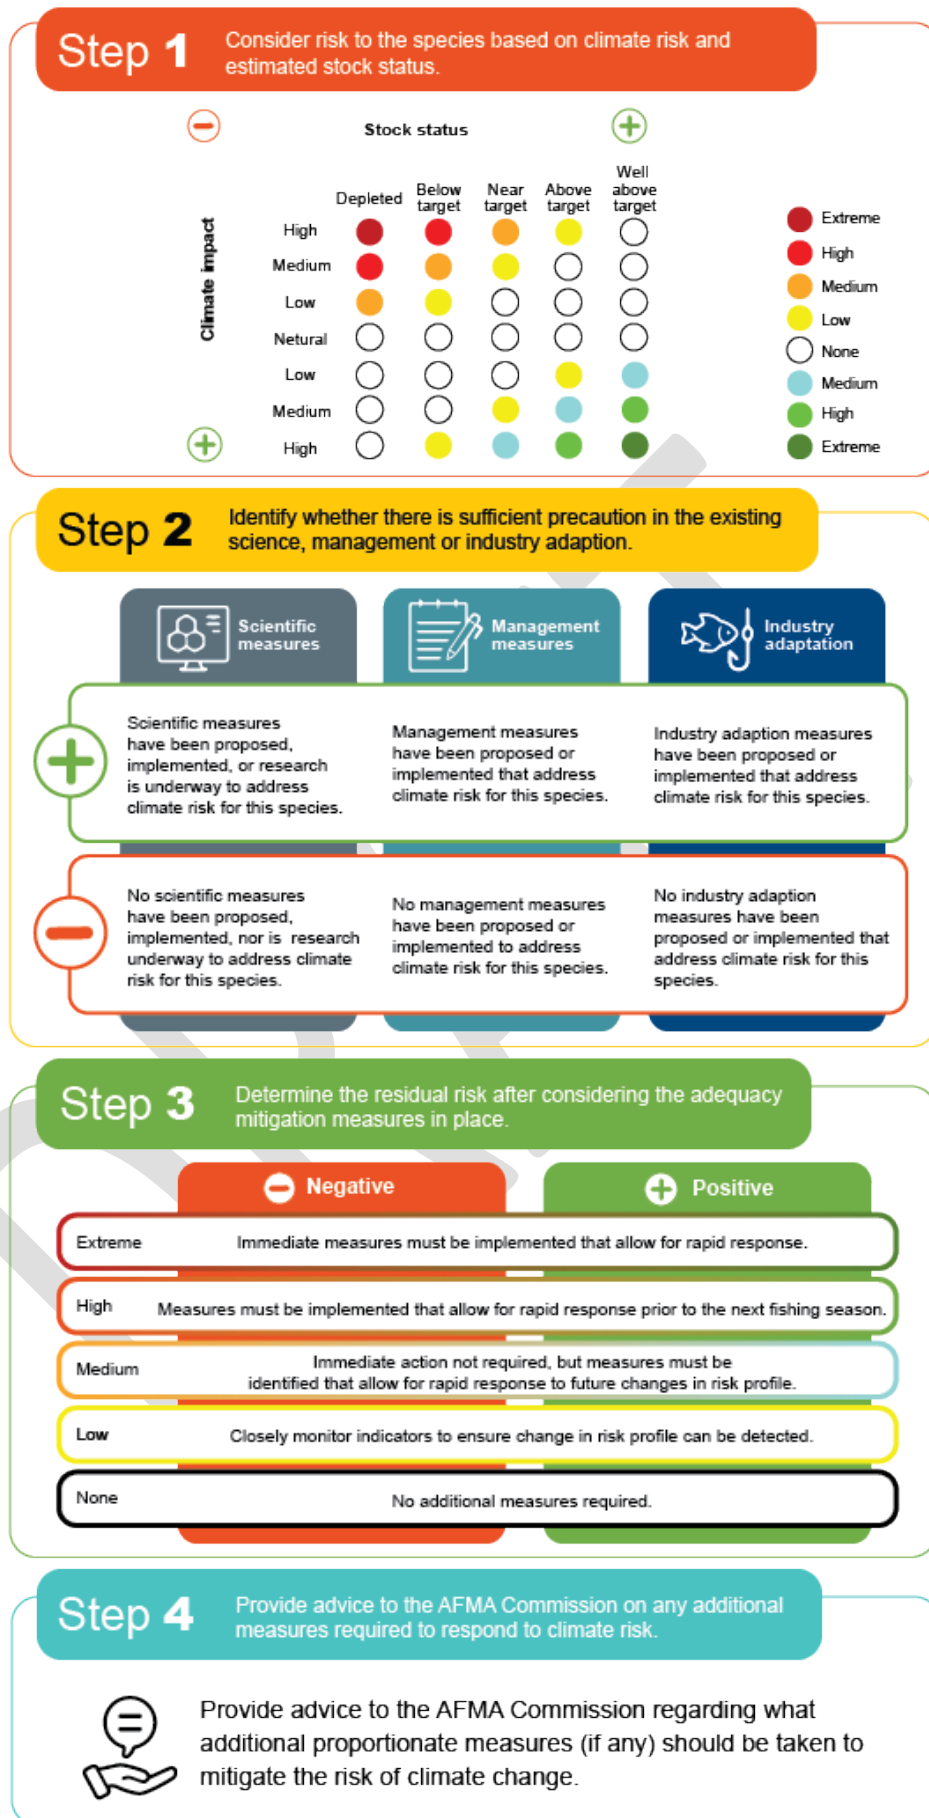 Step 1
Consider risk to the species based on climate risk and
estimated stock status.
Stock status
Climate impact
Depleted
Below
target
Near
target
Above
target
Well
above
target
High
Medium
Low
Netural
Low
Medium
High
Extreme
High
Medium
Low
None
Medium
High
Extreme
Step 2
Identify whether there is sufficient precaution in the existing
science, management or industry adaption.
Scientific
measures
Management
measures
Industry
adaptation
Scientific measures
have been proposed,
implemented, or research
is underway to address
climate risk for this species.
Management measures
have been proposed or
implemented that address
climate risk for this species.
Industry adaption measures
have been proposed or
implemented that address
climate risk for this species.
No scientific measures
have been proposed,
implemented, nor is research
underway to address climate
risk for this species.
No management measures
have been proposed or
implemented to address
climate risk for this species.
No industry adaption
measures have been
proposed or implemented that
address climate risk for this
species.
Step 3
Determine the residual risk after considering the adequacy
mitigation measures in place.
Negative
Positive
Extreme
Immediate measures must be implemented that allow for rapid response.
High
Measures must be implemented that allow for rapid response prior to the next fishing season.
Medium
Immediate action not required, but measures must be
identified that allow for rapid response to future changes in risk profile.
Low
Closely monitor indicators to ensure change in risk profile can be detected.
None
No additional measures required.
Step 4
Provide advice to the AFMA Commission on any additional
measures required to respond to climate risk.
Provide advice to the AFMA Commission regarding what
additional proportionate measures (if any) should be taken to
mitigate the risk of climate change.